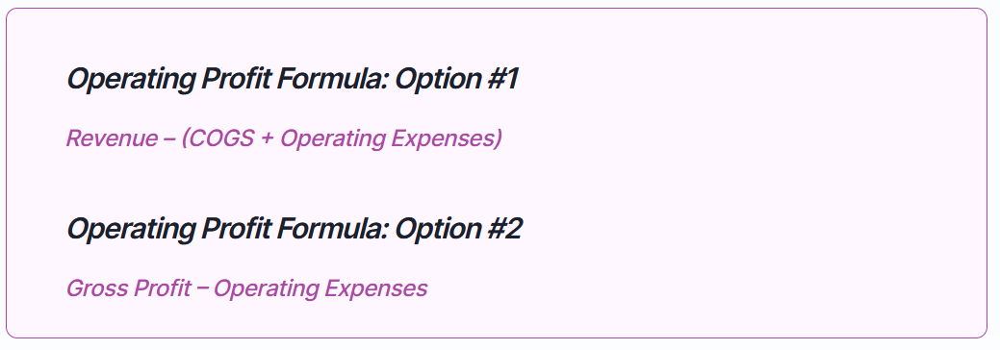 Operating Profit Formula: Option #1
Revenue – (COGS + Operating Expenses)
Operating Profit Formula: Option #2
Gross Profit – Operating Expenses